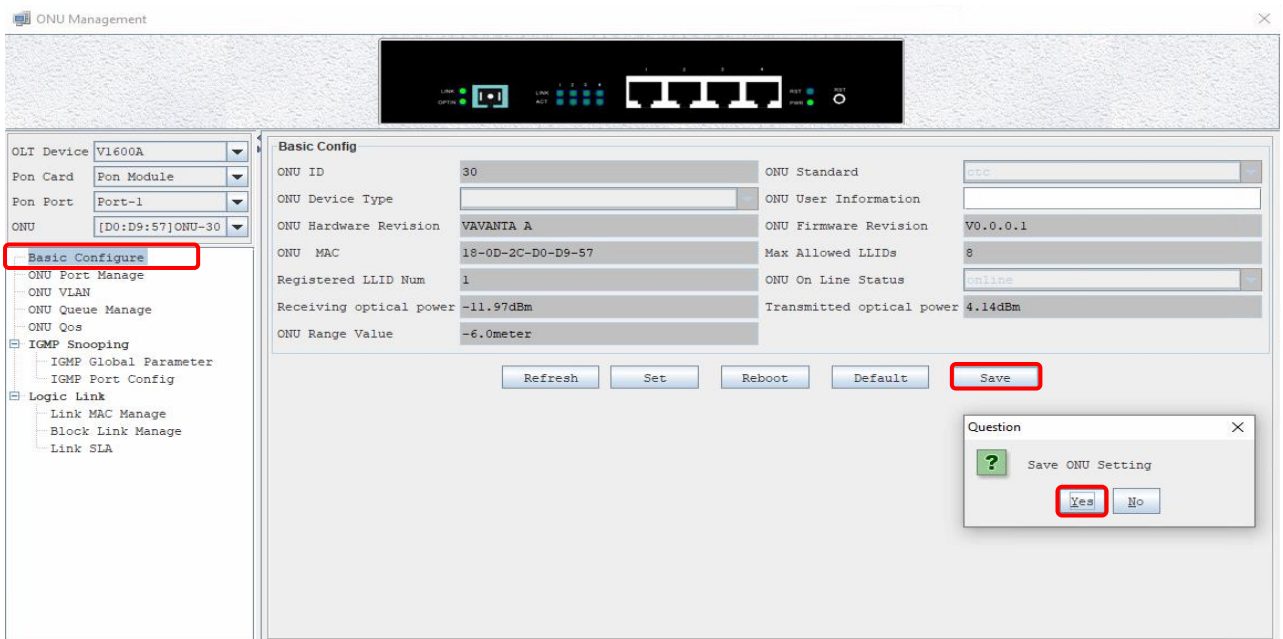 ONU Management
1 2 3 4
LINK
OPTIN
1 2 3 4
LINK
ACT
RST
PWR
RST
OLT Device V1600A
Pon Card Pon Module
Pon Port Port-1
ONU [D0:D9:57]ONU-30
Basic Configure
ONU Port Manage
ONU VLAN
ONU Queue Manage
ONU Qos
IGMP Snooping
IGMP Global Parameter
IGMP Port Config
Logic Link
Link MAC Manage
Block Link Manage
Link SLA
Basic Config
ONU ID 30 ONU Standard ctc
ONU Device Type ONU User Information
ONU Hardware Revision VAVANTA A ONU Firmware Revision V0.0.0.1
ONU MAC 18-0D-2C-D0-D9-57 Max Allowed LLIDs 8
Registered LLID Num 1 ONU On Line Status online
Receiving optical power -11.97dBm Transmitted optical power 4.14dBm
ONU Range Value -6.0meter
Refresh Set Reboot Default Save
Question
? Save ONU Setting
Yes No